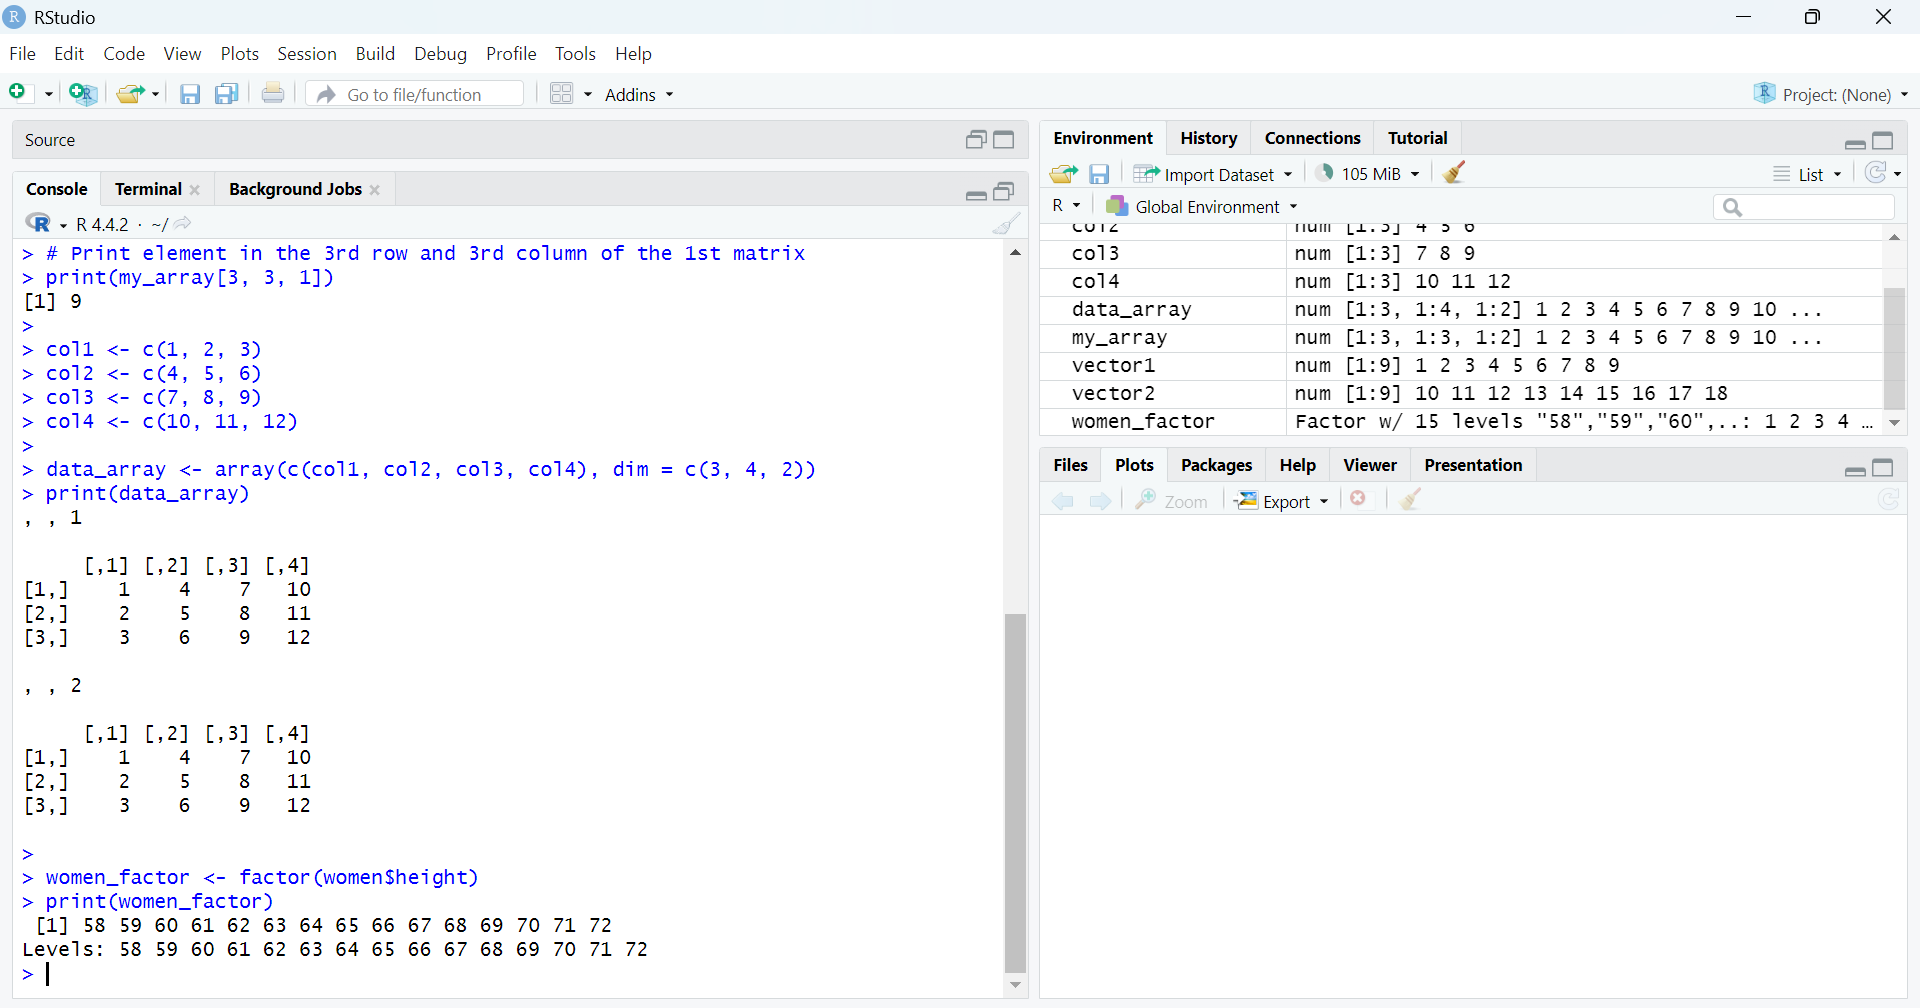 RStudio
File Edit Code View Plots Session Build Debug Profile Tools Help
Go to file/function Addins Project: (None)
Source
Console Terminal Background Jobs
R 4.4.2 · ~/
> # Print element in the 3rd row and 3rd column of the 1st matrix
> print(my_array[3, 3, 1])
[1] 9
>
> col1 <- c(1, 2, 3)
> col2 <- c(4, 5, 6)
> col3 <- c(7, 8, 9)
> col4 <- c(10, 11, 12)
>
> data_array <- array(c(col1, col2, col3, col4), dim = c(3, 4, 2))
> print(data_array)
, , 1
     [,1] [,2] [,3] [,4]
[1,]    1    4    7   10
[2,]    2    5    8   11
[3,]    3    6    9   12
, , 2
     [,1] [,2] [,3] [,4]
[1,]    1    4    7   10
[2,]    2    5    8   11
[3,]    3    6    9   12
>
> women_factor <- factor(women$height)
> print(women_factor)
 [1] 58 59 60 61 62 63 64 65 66 67 68 69 70 71 72
Levels: 58 59 60 61 62 63 64 65 66 67 68 69 70 71 72
>
Environment History Connections Tutorial
Import Dataset 105 MiB List
R Global Environment
col2 num [1:3] 4 5 6
col3 num [1:3] 7 8 9
col4 num [1:3] 10 11 12
data_array num [1:3, 1:4, 1:2] 1 2 3 4 5 6 7 8 9 10 ...
my_array num [1:3, 1:3, 1:2] 1 2 3 4 5 6 7 8 9 10 ...
vector1 num [1:9] 1 2 3 4 5 6 7 8 9
vector2 num [1:9] 10 11 12 13 14 15 16 17 18
women_factor Factor w/ 15 levels "58","59","60",..: 1 2 3 4 …
Files Plots Packages Help Viewer Presentation
Zoom Export